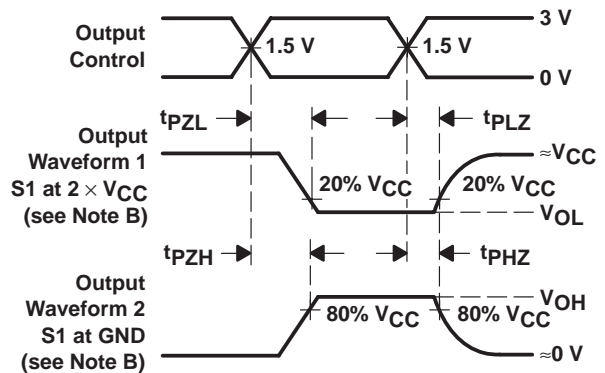 Output
Control
3 V
1.5 V
1.5 V
0 V
tPZL
tPLZ
Output
Waveform 1
S1 at 2 × VCC
(see Note B)
≈VCC
20% VCC
20% VCC
VOL
tPZH
tPHZ
Output
Waveform 2
S1 at GND
(see Note B)
VOH
80% VCC
80% VCC
≈0 V